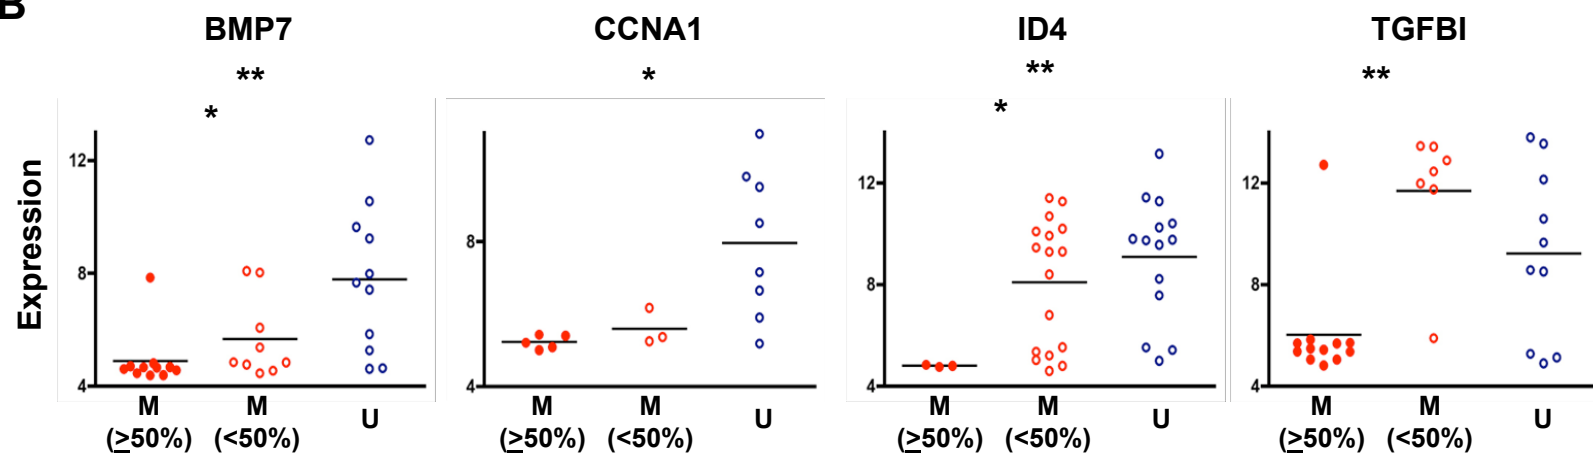 B
BMP7 CCNA1 ID4 TGFBI
** * ** **
* *
Expression
12 8 4
8 4
12 8 4
12 8 4
M M U M M U M M U M M U
(≥50%) (<50%) (≥50%) (<50%) (≥50%) (<50%) (≥50%) (<50%)